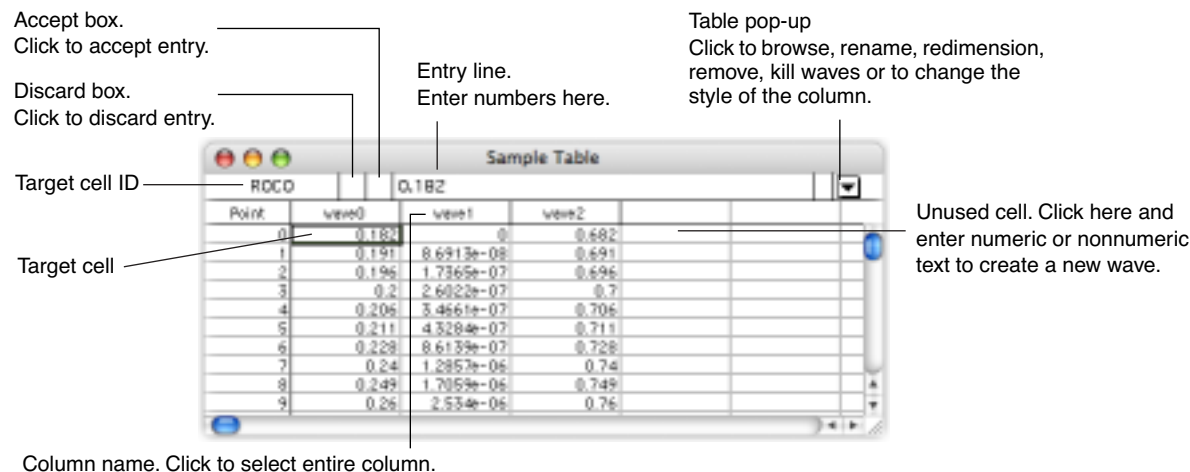 Accept box.
Click to accept entry.
Discard box.
Click to discard entry.
Entry line.
Enter numbers here.
Table pop-up
Click to browse, rename, redimension,
remove, kill waves or to change the
style of the column.
Sample Table
Target cell ID
R0C0 0.182
Point wave0 wave1 wave2
0 0.182 0 0.682
1 0.191 8.6913e-08 0.691
2 0.196 1.7365e-07 0.696
3 0.2 2.6022e-07 0.7
4 0.206 3.4661e-07 0.706
5 0.211 4.3284e-07 0.711
6 0.228 8.6139e-07 0.728
7 0.24 1.2857e-06 0.74
8 0.249 1.7059e-06 0.749
9 0.26 2.534e-06 0.76
Target cell
Unused cell. Click here and
enter numeric or nonnumeric
text to create a new wave.
Column name. Click to select entire column.